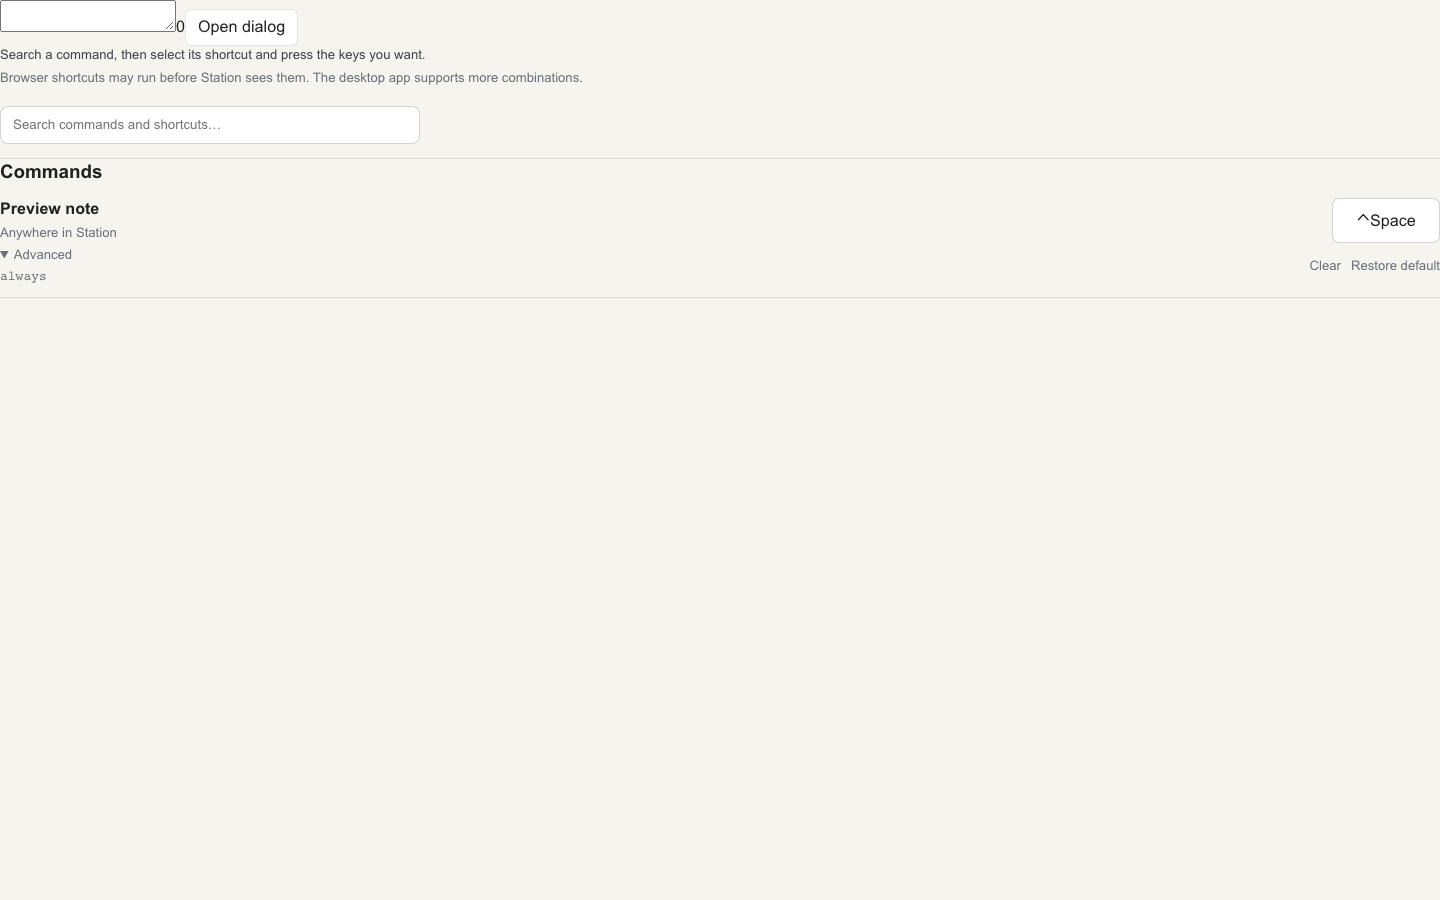 0 Open dialog
Search a command, then select its shortcut and press the keys you want.
Browser shortcuts may run before Station sees them. The desktop app supports more combinations.
Search commands and shortcuts…
Commands
Preview note
^Space
Anywhere in Station
▼ Advanced
Clear Restore default
always